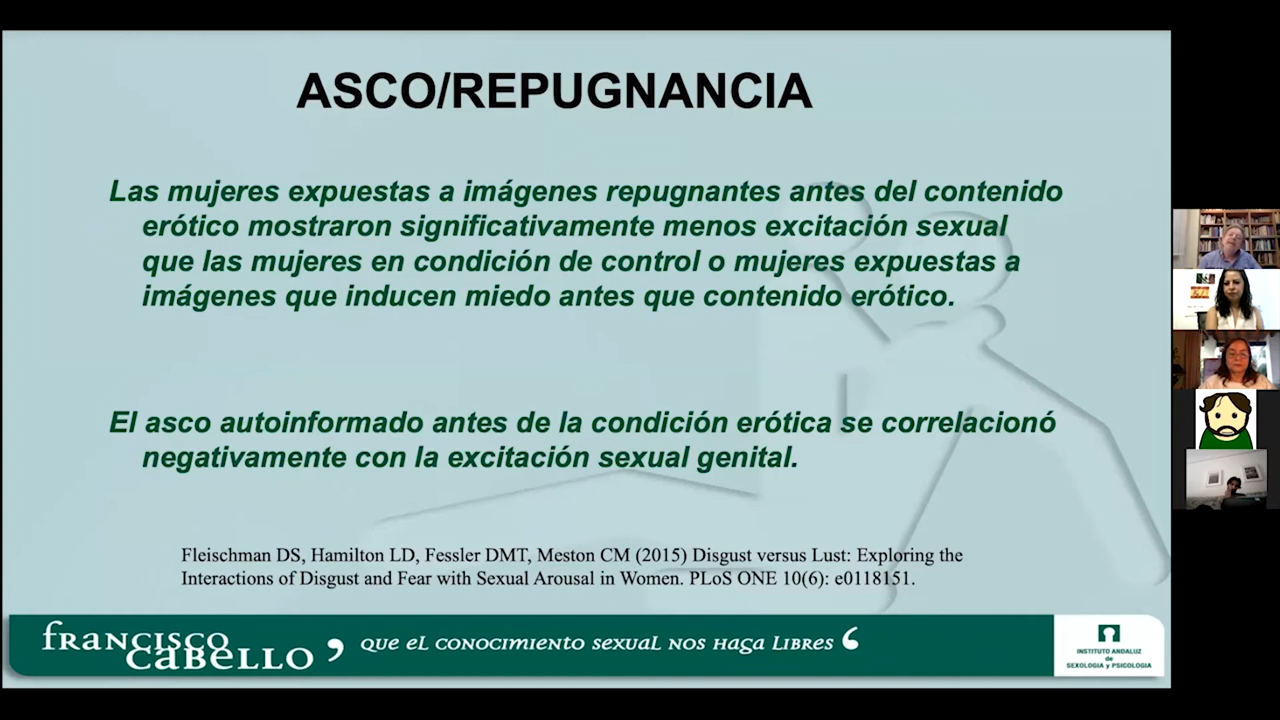 ASCO/REPUGNANCIA
Las mujeres expuestas a imágenes repugnantes antes del contenido
erótico mostraron significativamente menos excitación sexual
que las mujeres en condición de control o mujeres expuestas a
imágenes que inducen miedo antes que contenido erótico.
El asco autoinformado antes de la condición erótica se correlacionó
negativamente con la excitación sexual genital.
Fleischman DS, Hamilton LD, Fessler DMT, Meston CM (2015) Disgust versus Lust: Exploring the
Interactions of Disgust and Fear with Sexual Arousal in Women. PLoS ONE 10(6): e0118151.
francisco
cabello
, que el conocimiento sexual nos haga libres ‘
INSTITUTO ANDALUZ
de
SEXOLOGIA y PSICOLOGIA